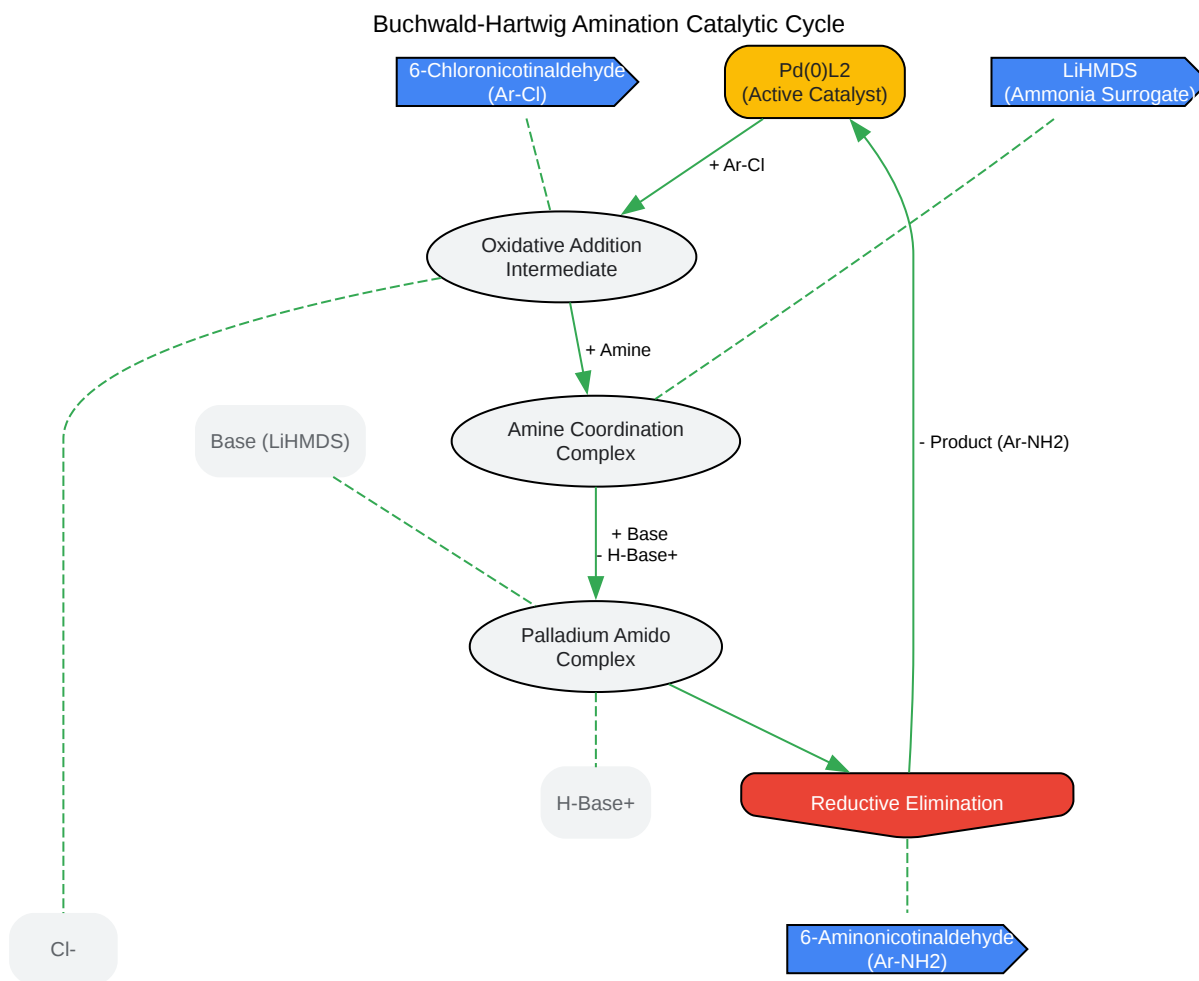 Buchwald-Hartwig Amination Catalytic Cycle
6-Chloronicotinaldehyde
(Ar-Cl)
Pd(0)L2
(Active Catalyst)
LiHMDS
(Ammonia Surrogate)
+ Ar-Cl
Oxidative Addition
Intermediate
+ Amine
Base (LiHMDS)
Amine Coordination
Complex
- Product (Ar-NH2)
+ Base
- H-Base+
Palladium Amido
Complex
H-Base+
Reductive Elimination
Cl-
6-Aminonicotinaldehyde
(Ar-NH2)